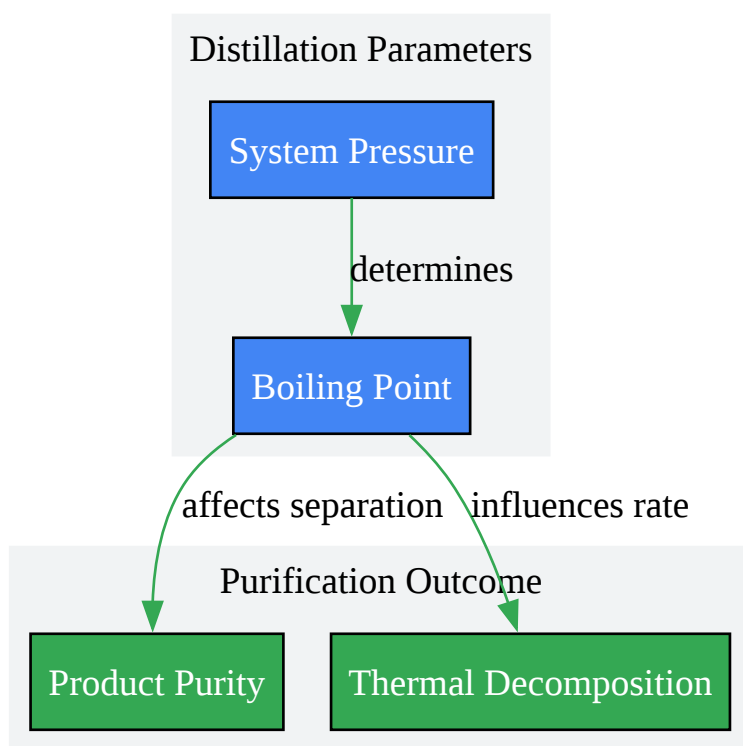 Distillation Parameters
System Pressure
determines
Boiling Point
affects separation
influences rate
Purification Outcome
Product Purity
Thermal Decomposition